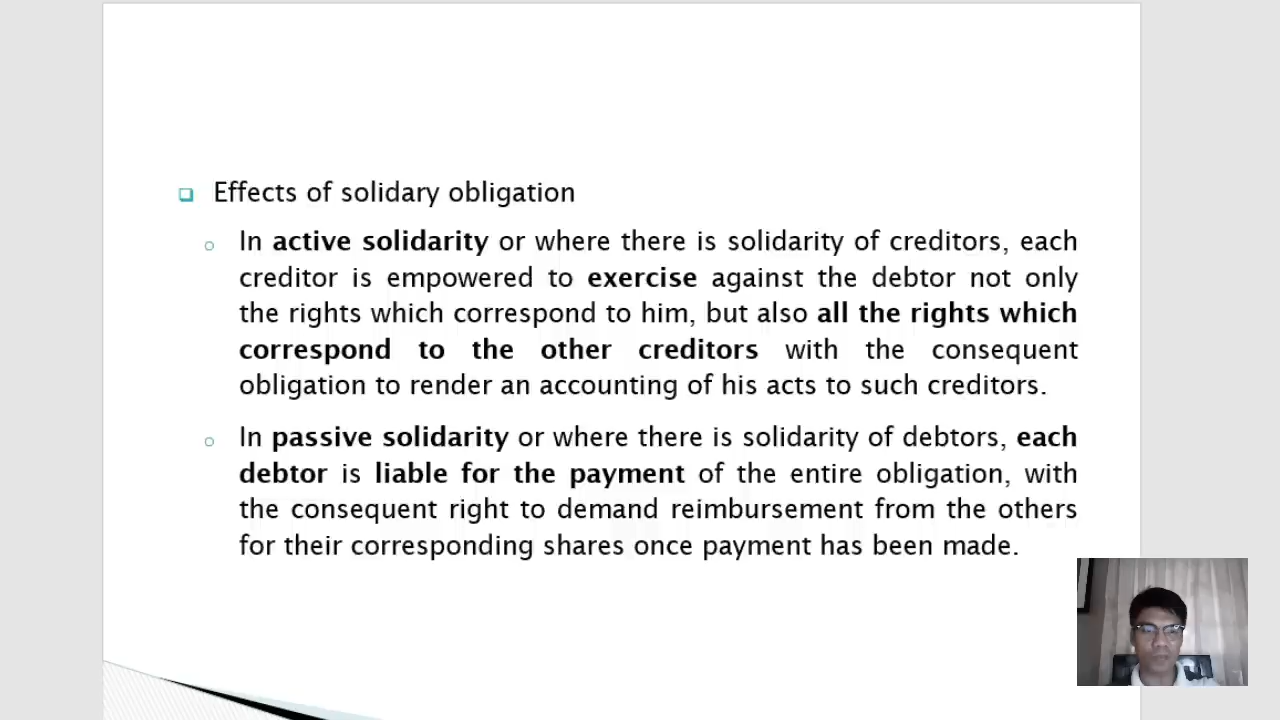 Effects of solidary obligation
In active solidarity or where there is solidarity of creditors, each
creditor is empowered to exercise against the debtor not only
the rights which correspond to him, but also all the rights which
correspond to the other creditors with the consequent
obligation to render an accounting of his acts to such creditors.
In passive solidarity or where there is solidarity of debtors, each
debtor is liable for the payment of the entire obligation, with
the consequent right to demand reimbursement from the others
for their corresponding shares once payment has been made.